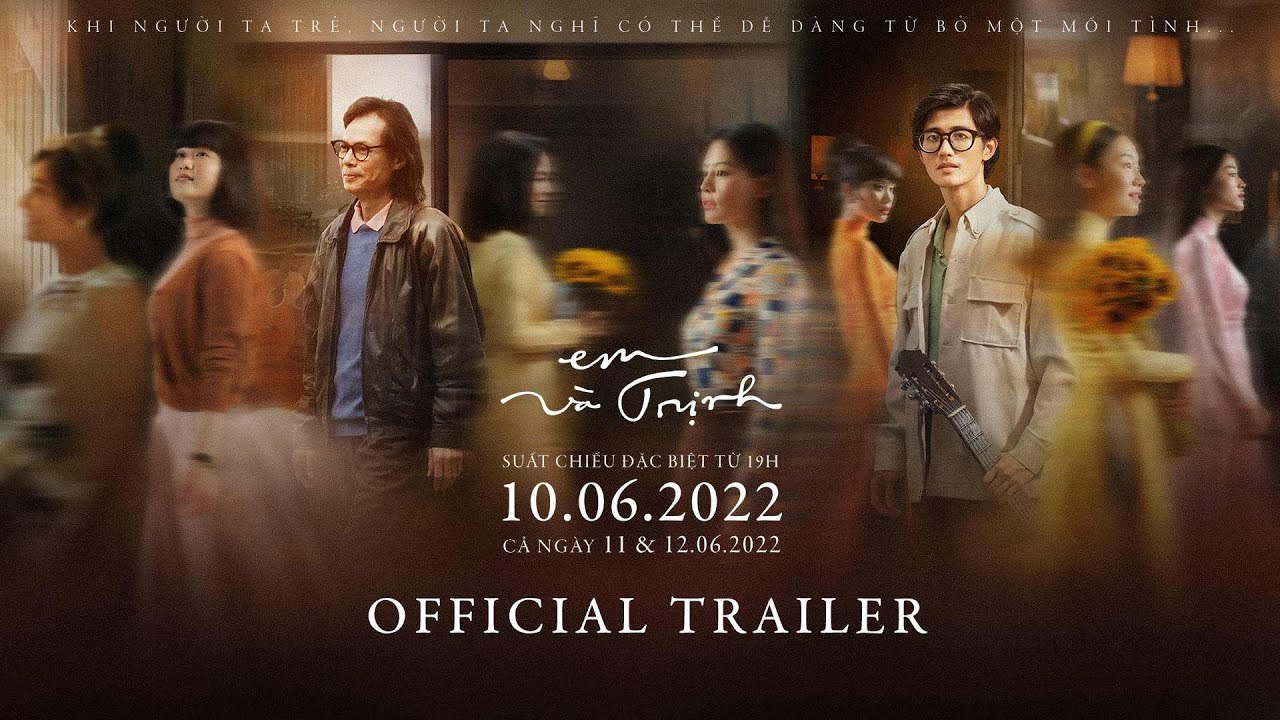 KHI NGƯỜI TA TRẺ, NGƯỜI TA NGHĨ CÓ THỂ DỄ DÀNG TỪ BỎ MỘT MỐI TÌNH...
em
và Trịnh
SUẤT CHIẾU ĐẶC BIỆT TỪ 19H
10.06.2022
CẢ NGÀY 11 & 12.06.2022
OFFICIAL TRAILER